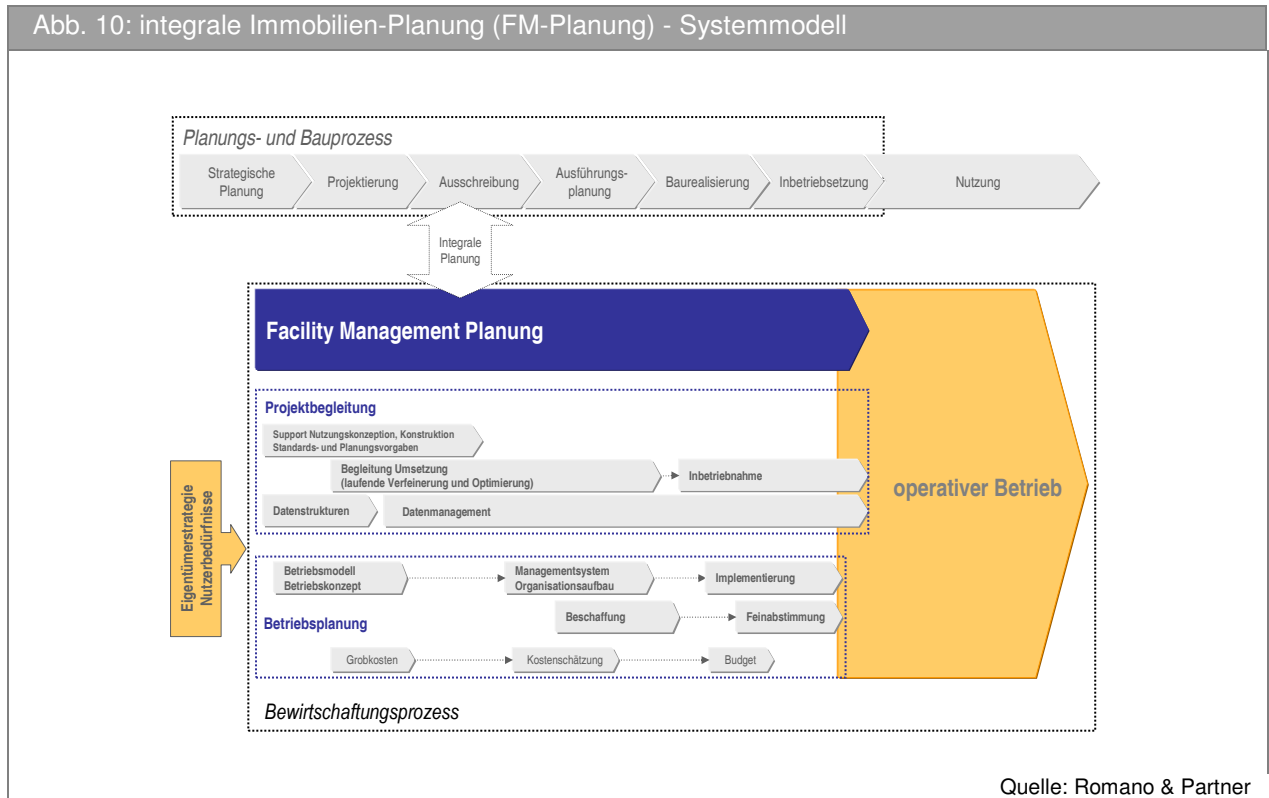 Abb. 10: integrale Immobilien-Planung (FM-Planung) - Systemmodell
Planungs- und Bauprozess
Strategische
Planung
Projektierung
Ausschreibung
Ausführungs-
planung
Baurealisierung
Inbetriebsetzung
Nutzung
Integrale
Planung
Facility Management Planung
Projektbegleitung
Support Nutzungskonzeption, Konstruktion
Standards- und Planungsvorgaben
Begleitung Umsetzung
(laufende Verfeinerung und Optimierung)
Inbetriebnahme
Datenstrukturen
Datenmanagement
operativer Betrieb
Eigentümerstrategie
Nutzerbedürfnisse
Betriebsmodell
Betriebskonzept
Managementsystem
Organisationsaufbau
Implementierung
Beschaffung
Feinabstimmung
Betriebsplanung
Grobkosten
Kostenschätzung
Budget
Bewirtschaftungsprozess
Quelle: Romano & Partner